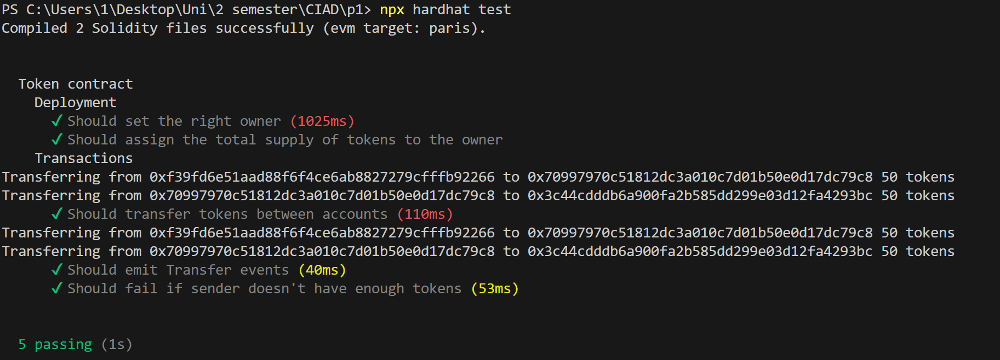 PS C:\Users\1\Desktop\Uni\2 semester\CIAD\p1> npx hardhat test
Compiled 2 Solidity files successfully (evm target: paris).
Token contract
Deployment
✔ Should set the right owner (1025ms)
✔ Should assign the total supply of tokens to the owner
Transactions
Transferring from 0xf39fd6e51aad88f6f4ce6ab8827279cfffb92266 to 0x70997970c51812dc3a010c7d01b50e0d17dc79c8 50 tokens
Transferring from 0x70997970c51812dc3a010c7d01b50e0d17dc79c8 to 0x3c44cdddb6a900fa2b585dd299e03d12fa4293bc 50 tokens
✔ Should transfer tokens between accounts (110ms)
Transferring from 0xf39fd6e51aad88f6f4ce6ab8827279cfffb92266 to 0x70997970c51812dc3a010c7d01b50e0d17dc79c8 50 tokens
Transferring from 0x70997970c51812dc3a010c7d01b50e0d17dc79c8 to 0x3c44cdddb6a900fa2b585dd299e03d12fa4293bc 50 tokens
✔ Should emit Transfer events (40ms)
✔ Should fail if sender doesn't have enough tokens (53ms)
5 passing (1s)